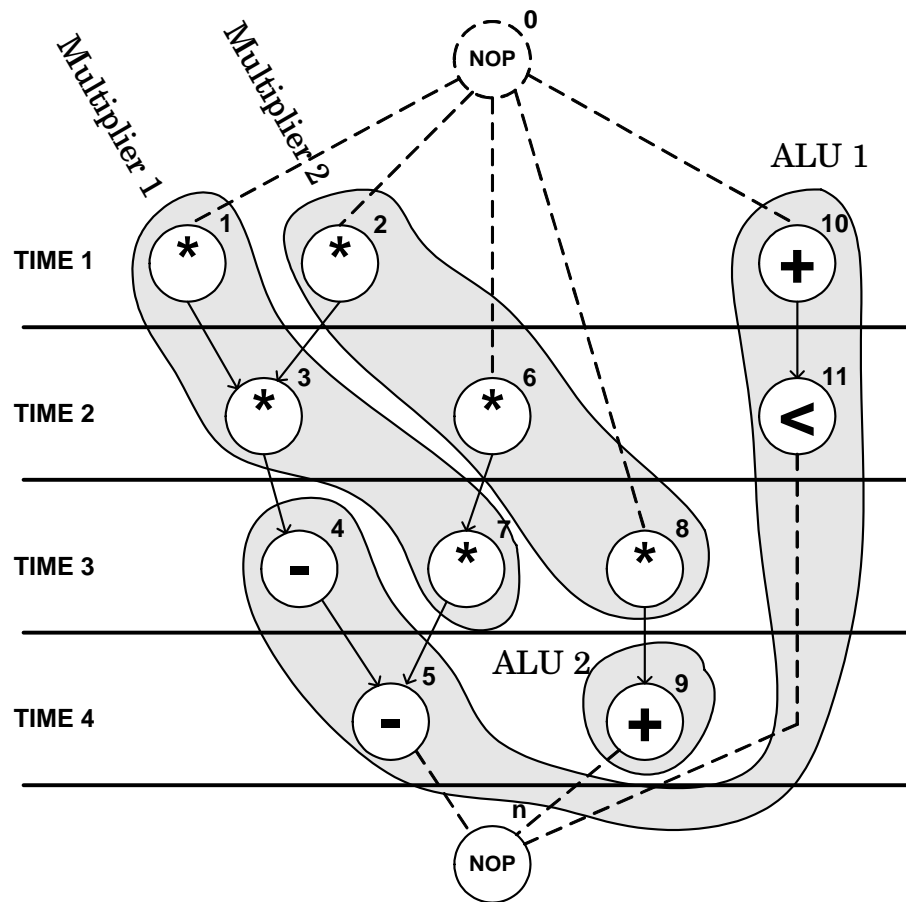 0
NOP
Multiplier 1
Multiplier 2
ALU 1
TIME 1
* 1
* 2
+ 10
TIME 2
* 3
* 6
< 11
TIME 3
- 4
* 7
* 8
ALU 2
TIME 4
- 5
+ 9
n
NOP